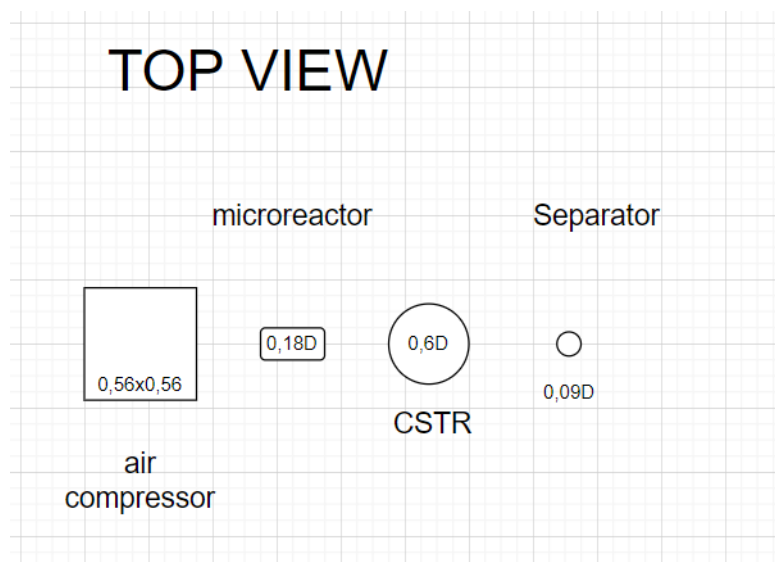 TOP VIEW
microreactor
Separator
0,18D
0,6D
0,56x0,56
0,09D
CSTR
air
compressor